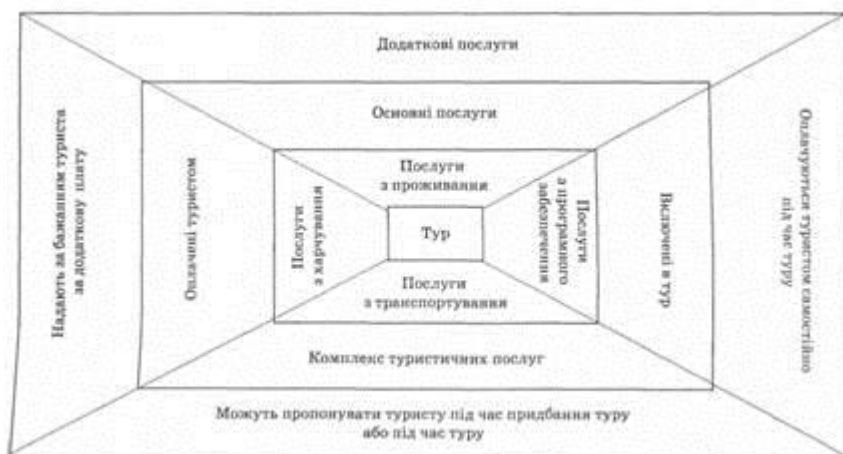 Додаткові послуги
Основні послуги
Послуги
з проживання
Надають за бажанням туриста
за додаткову плату
Оплачені туристом
Послуги
з харчування
Тур
Послуги
з програмного
забезпечення
Включені в тур
Оплачуються туристом самостійно
під час туру
Послуги
з транспортування
Комплекс туристичних послуг
Можуть пропонувати туристу під час придбання туру
або під час туру